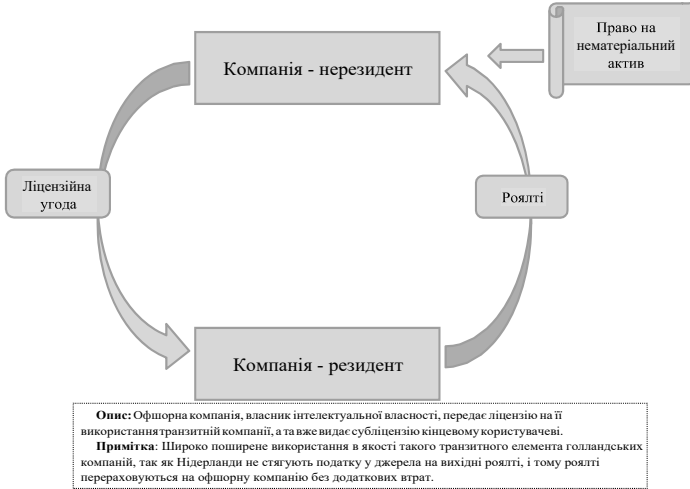 Право на
нематеріальний
актив
Компанія - нерезидент
Ліцензійна
угода
Роялті
Компанія - резидент
Опис: Офшорна компанія, власник інтелектуальної власності, передає ліцензію на її
використання транзитній компанії, а та вже видає субліцензію кінцевому користувачеві.
Примітка: Широко поширене використання в якості такого транзитного елемента голландських
компаній, так як Нідерланди не стягують податку у джерела на вихідні роялті, і тому роялті
перераховуються на офшорну компанію без додаткових втрат.